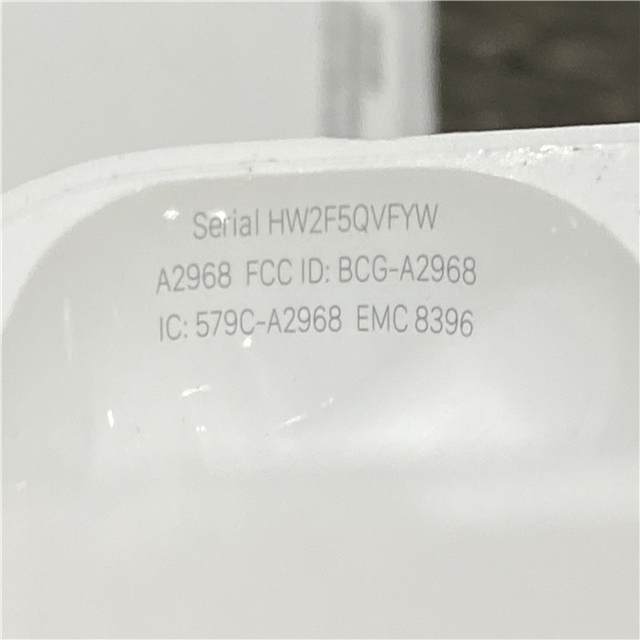 Serial HW2F5QVFYW
A2968 FCC ID: BCG-A2968
IC: 579C-A2968 EMC 8396